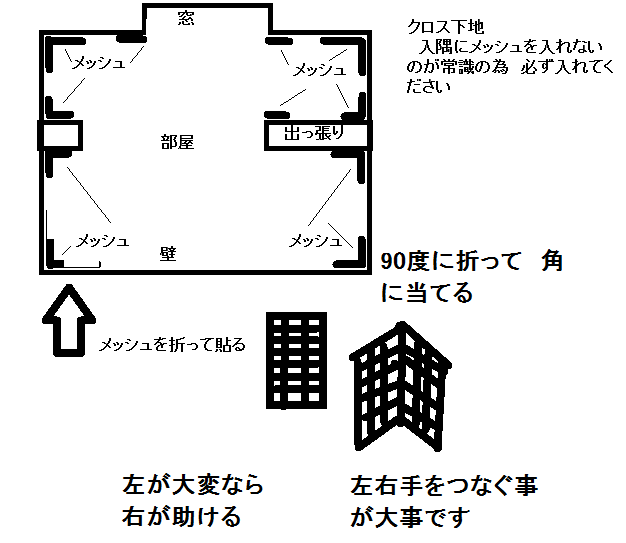 窓
クロス下地
入隅にメッシュを入れない
のが常識の為 必ず入れてく
ださい
メッシュ
メッシュ
部屋
出っ張り
メッシュ
メッシュ
壁
90度に折って 角
に当てる
メッシュを折って貼る
左が大変なら
右が助ける
左右手をつなぐ事
が大事です